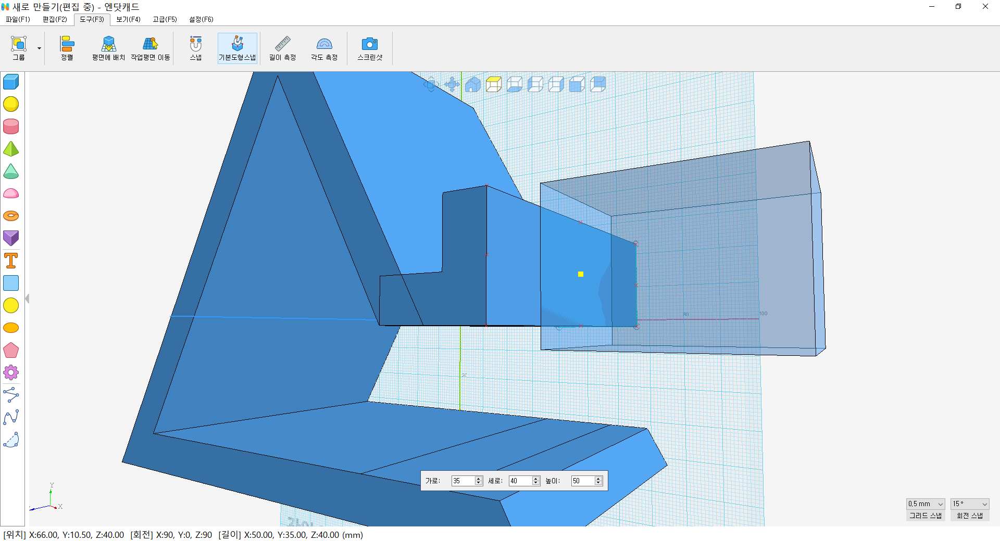 새로 만들기(편집 중) - 엔닷캐드
파일(F1) 편집(F2) 도구(F3) 보기(F4) 고급(F5) 설정(F6)
그룹 정렬 평면에 배치 작업평면 이동 스냅 기본도형스냅 길이 측정 각도 측정 스크린샷
80 100
20
가로: 35 세로: 40 높이: 50
Y
X
0,5 mm 15 °
그리드 스냅 회전 스냅
[위치] X:66.00, Y:10.50, Z:40.00 [회전] X:90, Y:0, Z:90 [길이] X:50.00, Y:35.00, Z:40.00 (mm)